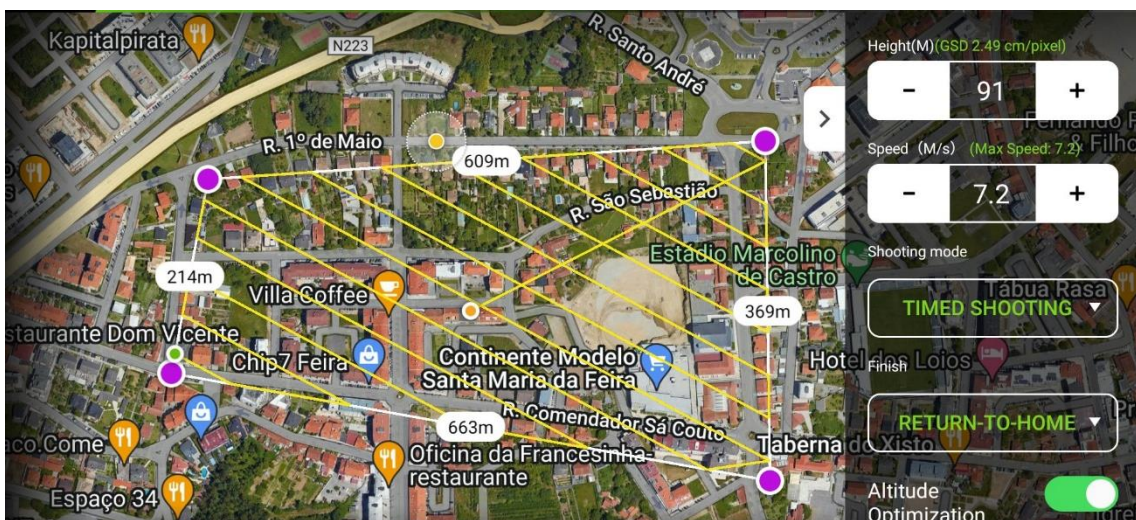 Kapitalpirata
N223
R. Santo André
R. 1º de Maio
609m
R. São Sebastião
Estádio Marcolino
de Castro
214m
Villa Coffee
369m
staurante Dom Vicente
Chip7 Feira
Continente Modelo
Santa Maria da Feira
R. Comendador Sá Couto
663m
Taberna do Xisto
aco.Come
Oficina da Francesinha-
restaurante
Espaço 34
Height(M)(GSD 2.49 cm/pixel)
-
91
+
Fernando P
& Filho
Speed (M/s) (Max Speed: 7.2)
-
7.2
+
Shooting mode
Tábua Rasa
TIMED SHOOTING
Hotel dos Loios
Finish
RETURN-TO-HOME
Altitude
Optimization